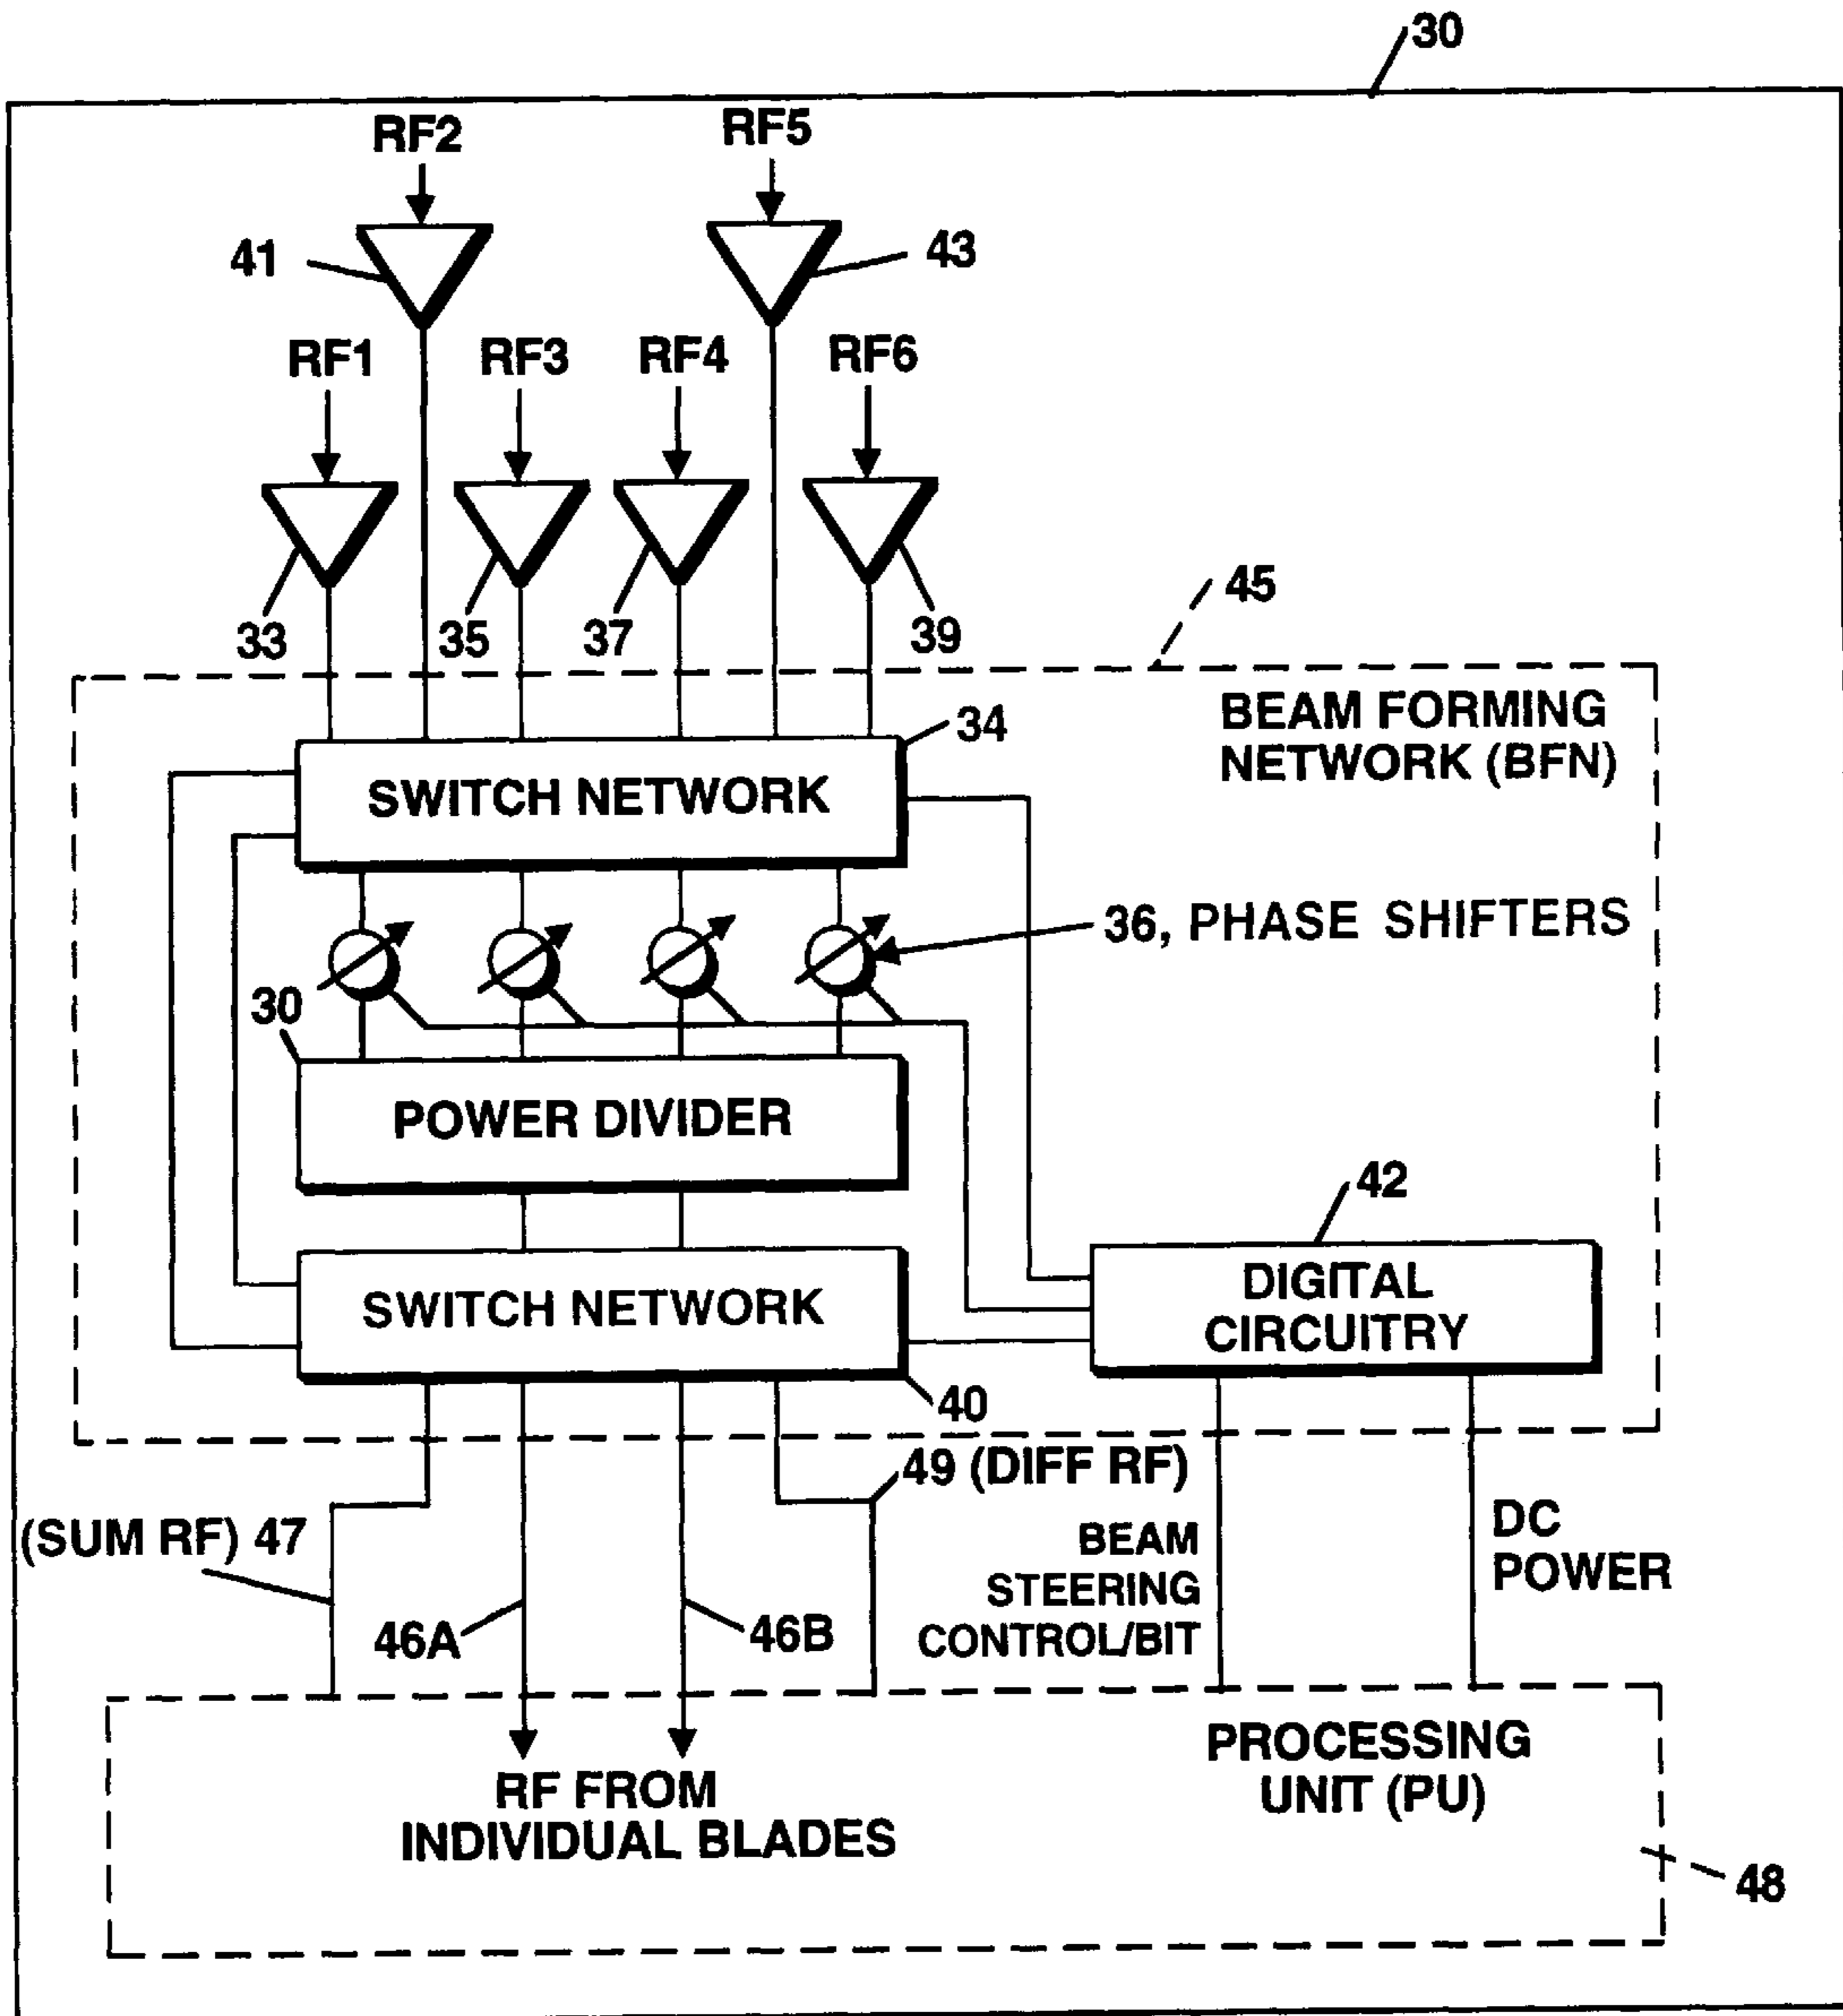 30
RF2
RF5
41
43
RF1
RF3
RF4
RF6
33
35
37
39
45
BEAM FORMING
NETWORK (BFN)
34
SWITCH NETWORK
36, PHASE SHIFTERS
30
POWER DIVIDER
42
DIGITAL
CIRCUITRY
SWITCH NETWORK
40
49 (DIFF RF)
(SUM RF) 47
BEAM
STEERING
CONTROL/BIT
DC
POWER
46A
46B
PROCESSING
UNIT (PU)
RF FROM
INDIVIDUAL BLADES
48